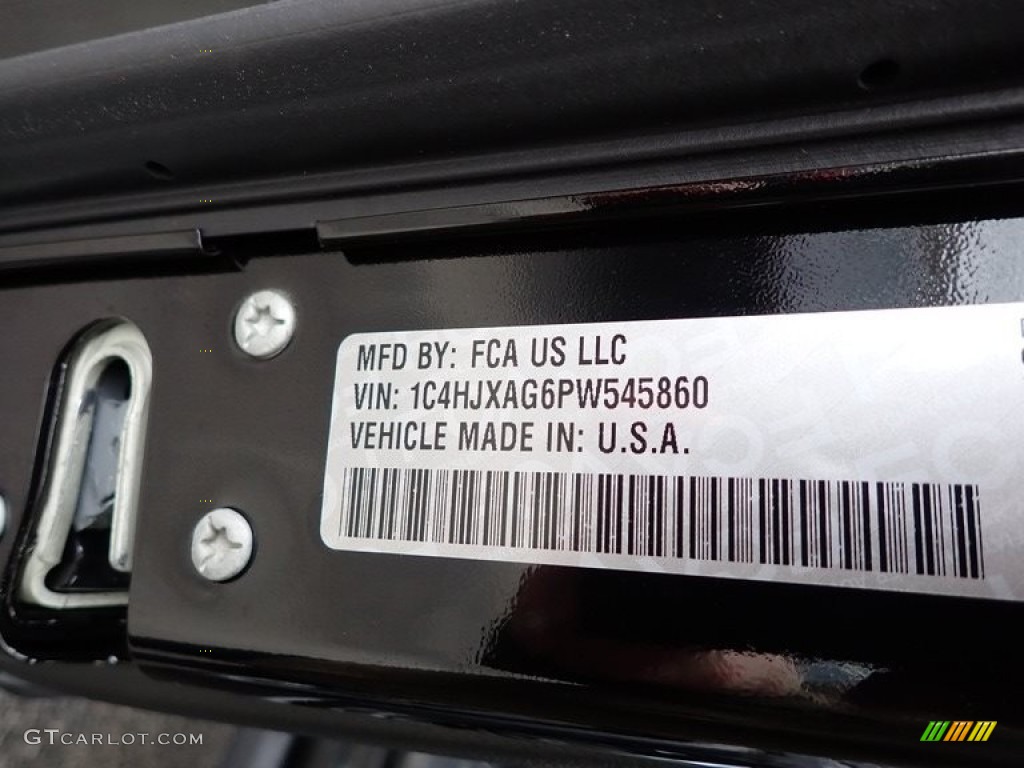 MFD BY: FCA US LLC
VIN: 1C4HJXAG6PW545860
VEHICLE MADE IN: U.S.A.
GTCARLOT.COM